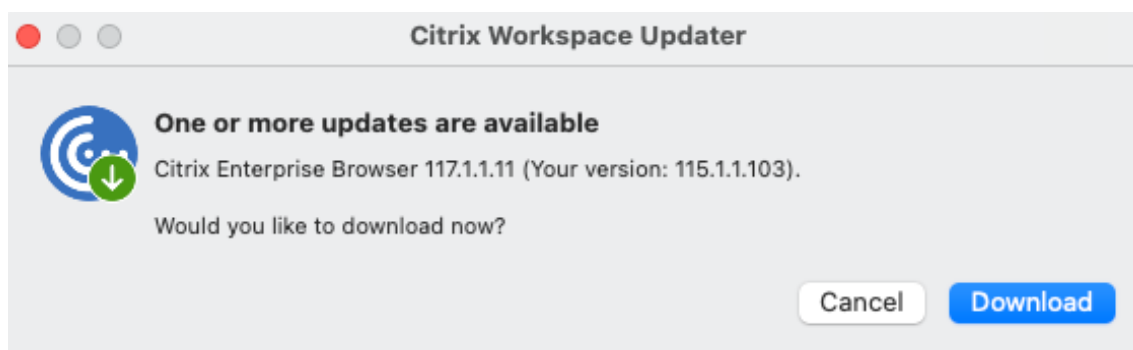 Citrix Workspace Updater
One or more updates are available
Citrix Enterprise Browser 117.1.1.11 (Your version: 115.1.1.103).
Would you like to download now?
Cancel Download